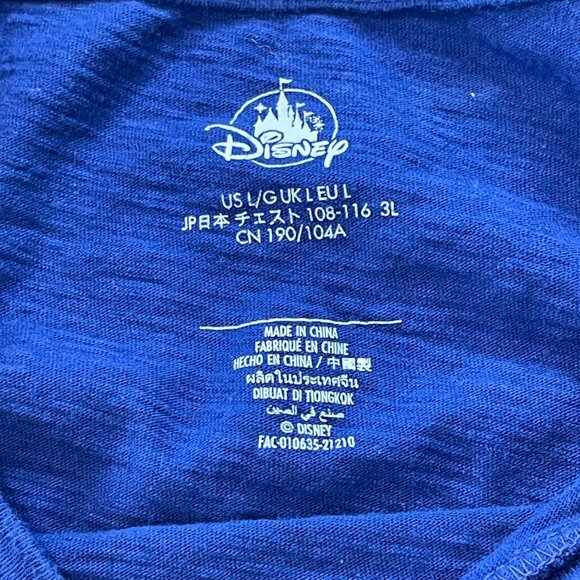 Disney
US L/G UK L EU L
JP日本 チェスト 108-116 3L
CN 190/104A
MADE IN CHINA
FABRIQUÉ EN CHINE
HECHO EN CHINA / 中國製
ผลิตในประเทศจีน
DIBUAT DI TIONGKOK
صنع في الصين
© DISNEY
FAC-010635-21210